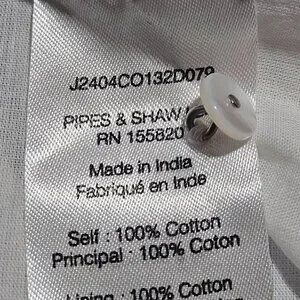 J2404CO132D079
PIPES & SHAW
RN 155820
Made in India
Fabriqué en Inde
Self : 100% Cotton
Principal : 100% Coton
Lining : 100% Cotton